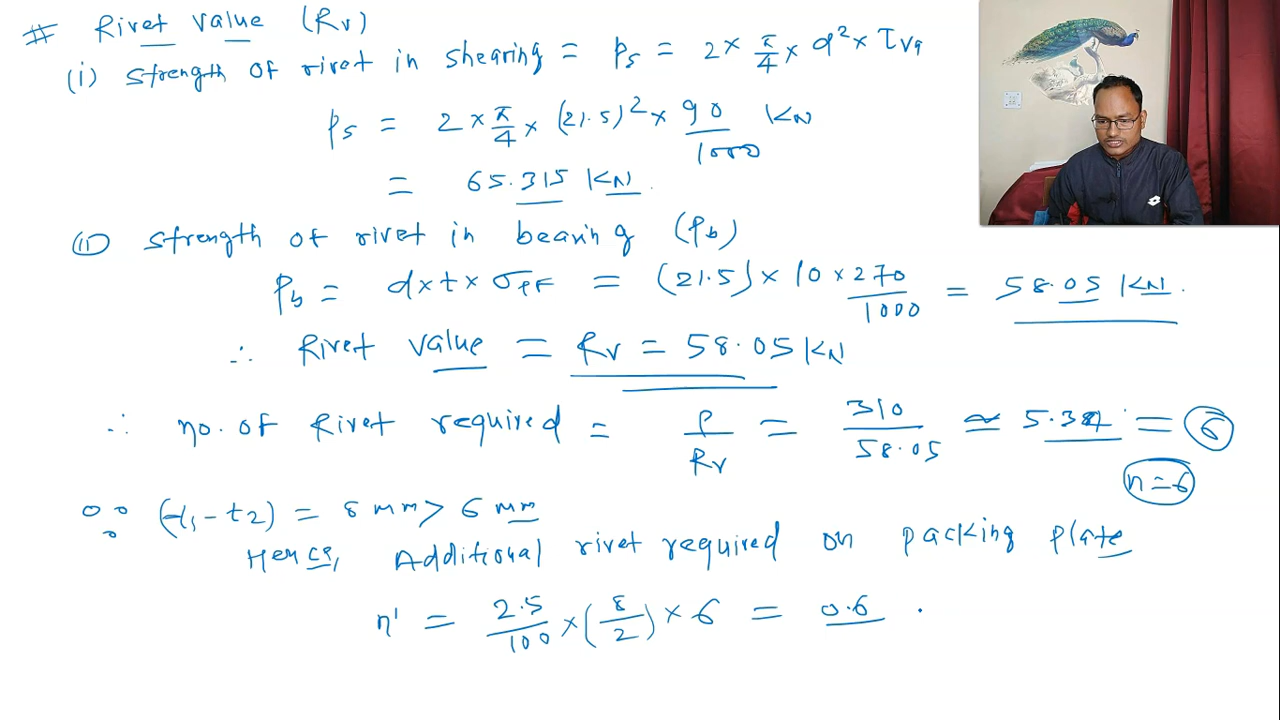 # Rivet value (Rv)
(i) strength of rivet in shearing = Ps = 2 × π/4 × d² × τva
Ps = 2 × π/4 × (21.5)² × 90/1000 KN
= 65.315 KN.
(ii) strength of rivet in bearing (Pb)
Pb = d×t×σPF = (21.5) × 10 × 270/1000 = 58.05 KN.
∴ Rivet value = Rv = 58.05 KN
∴ no. of Rivet required = P/Rv = 310/58.05 ≃ 5.34 = 6
n = 6
∵ (t1 - t2) = 8 mm > 6 mm
Hence, Additional rivet required on packing plate
n' = 2.5/100 × (8/2) × 6 = 0.6 .